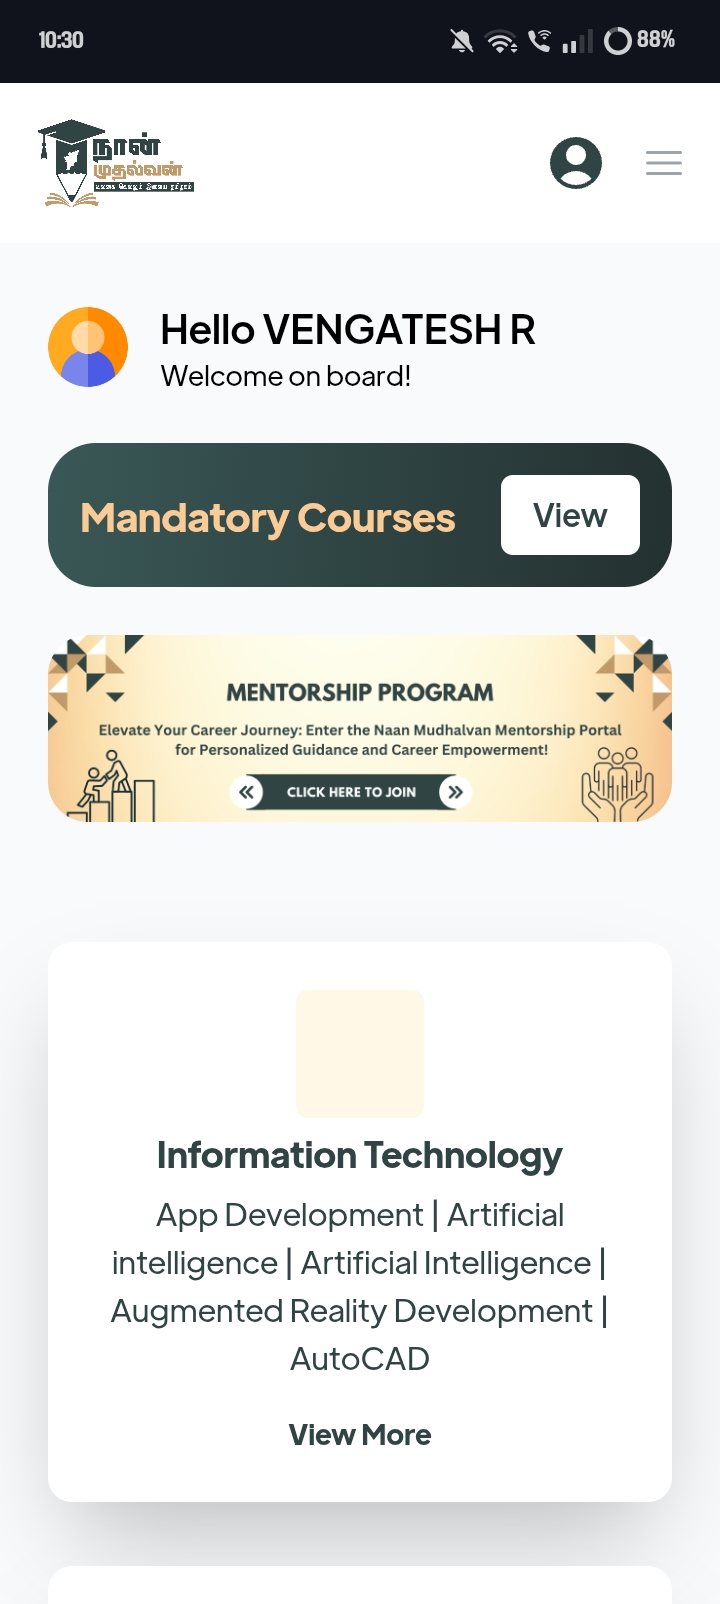 10:30
88%
நான்
முதல்வன்
Hello VENGATESH R
Welcome on board!
Mandatory Courses
View
MENTORSHIP PROGRAM
Elevate Your Career Journey: Enter the Naan Mudhalvan Mentorship Portal
for Personalized Guidance and Career Empowerment!
CLICK HERE TO JOIN
Information Technology
App Development | Artificial
intelligence | Artificial Intelligence |
Augmented Reality Development |
AutoCAD
View More